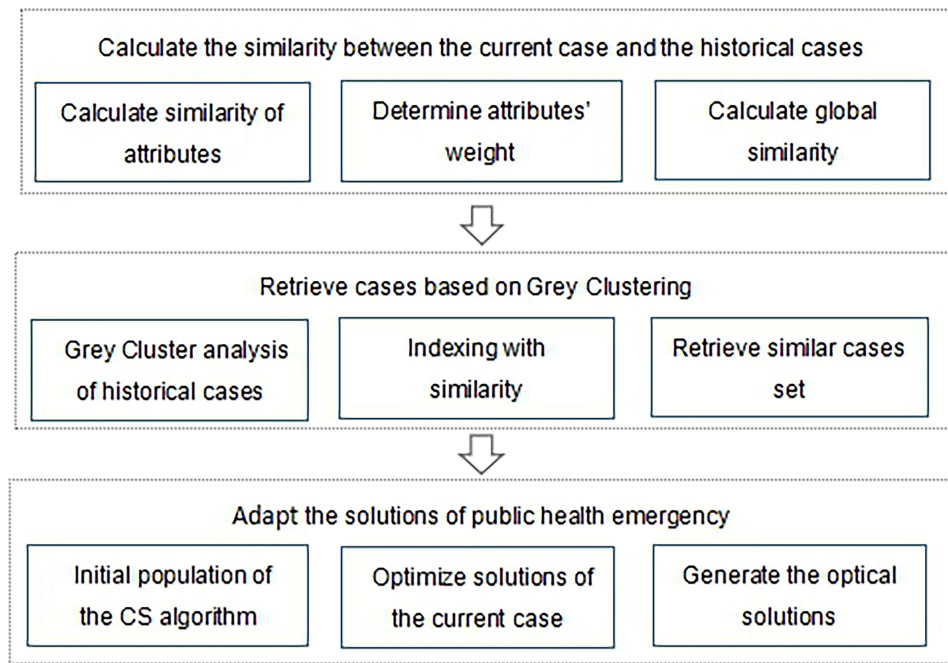 Calculate the similarity between the current case and the historical cases
Calculate similarity of
attributes
Determine attributes'
weight
Calculate global
similarity
Retrieve cases based on Grey Clustering
Grey Cluster analysis
of historical cases
Indexing with
similarity
Retrieve similar cases
set
Adapt the solutions of public health emergency
Initial population of
the CS algorithm
Optimize solutions of
the current case
Generate the optical
solutions